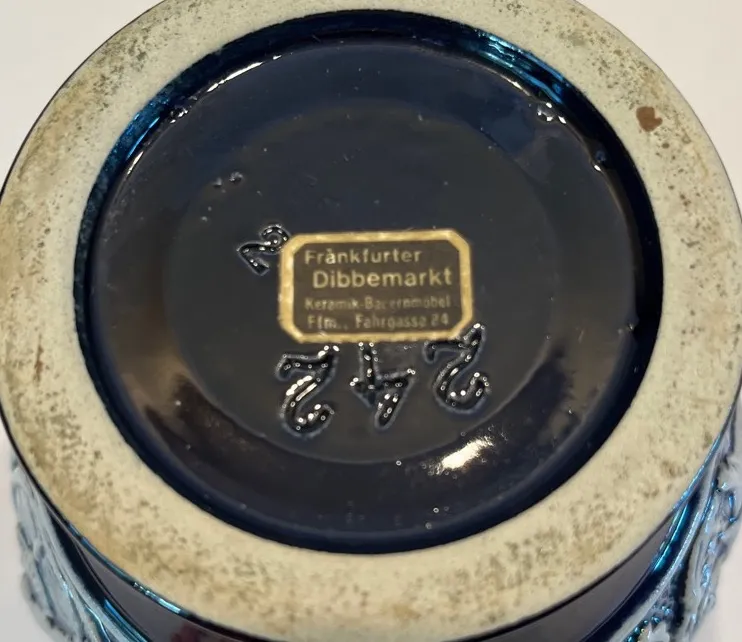 2
Frankfurter
Dibbemarkt
Keramik-Bauernmöbel
Ffm., Fahrgasse 24
242